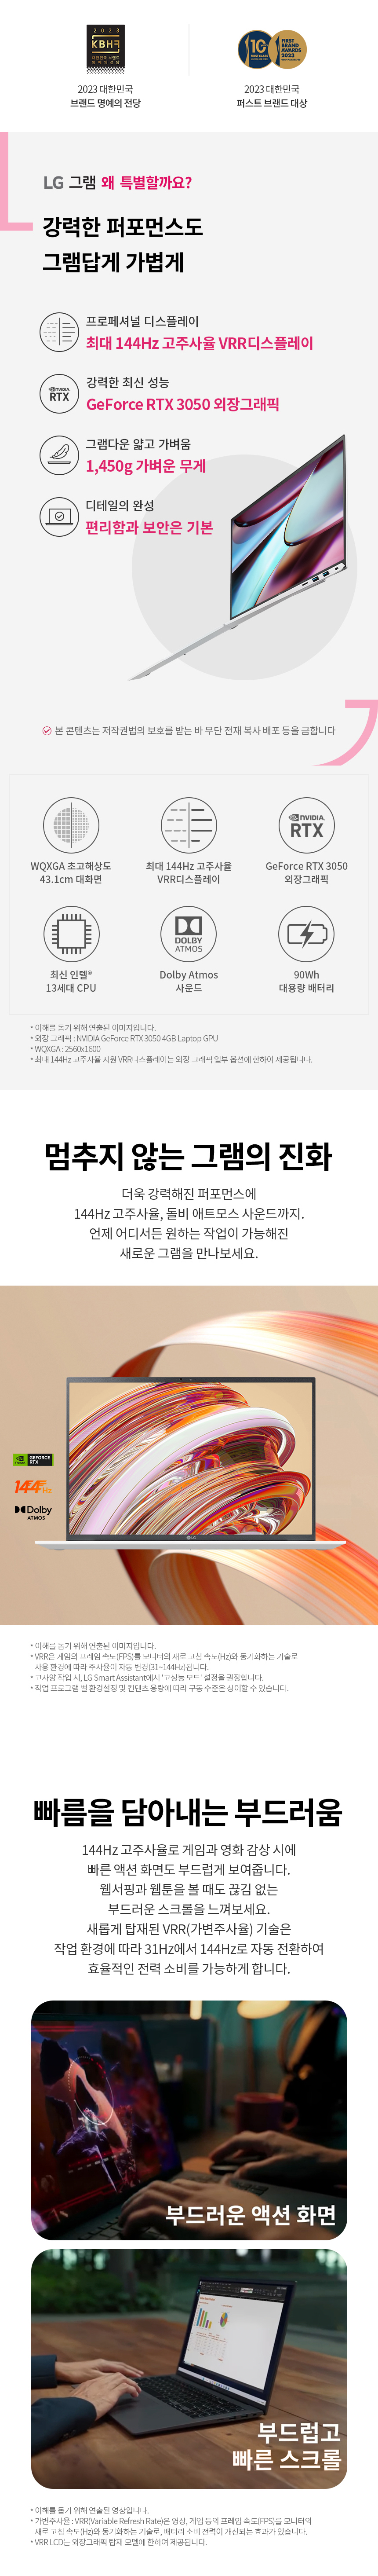 2023
KBHF
2023 대한민국
브랜드 명예의 전당
FIRST
BRAND
AWARDS
2023
2023 대한민국
퍼스트 브랜드 대상
LG 그램 왜 특별할까요?
강력한 퍼포먼스도
그램답게 가볍게
프로페셔널 디스플레이
최대 144Hz 고주사율 VRR디스플레이
NVIDIA.
RTX
강력한 최신 성능
GeForce RTX 3050 외장그래픽
그램다운 얇고 가벼움
1,450g 가벼운 무게
디테일의 완성
편리함과 보안은 기본
본 콘텐츠는 저작권법의 보호를 받는 바 무단 전재 복사 배포 등을 금합니다
NVIDIA.
RTX
WQXGA 초고해상도
43.1cm 대화면
최대 144Hz 고주사율
VRR디스플레이
GeForce RTX 3050
외장그래픽
DOLBY
ATMOS
최신 인텔®
13세대 CPU
Dolby Atmos
사운드
90Wh
대용량 배터리
* 이해를 돕기 위해 연출된 이미지입니다.
* 외장 그래픽 : NVIDIA GeForce RTX 3050 4GB Laptop GPU
* WQXGA : 2560x1600
* 최대 144Hz 고주사율 지원 VRR디스플레이는 외장 그래픽 일부 옵션에 한하여 제공됩니다.
멈추지 않는 그램의 진화
더욱 강력해진 퍼포먼스에
144Hz 고주사율, 돌비 애트모스 사운드까지.
언제 어디서든 원하는 작업이 가능해진
새로운 그램을 만나보세요.
GEFORCE
RTX
144Hz
Dolby
ATMOS
LG
* 이해를 돕기 위해 연출된 이미지입니다.
* VRR은 게임의 프레임 속도(FPS)를 모니터의 새로 고침 속도(Hz)와 동기화하는 기술로
사용 환경에 따라 주사율이 자동 변경(31~144Hz)됩니다.
* 고사양 작업 시, LG Smart Assistant에서 '고성능 모드' 설정을 권장합니다.
* 작업 프로그램 별 환경설정 및 컨텐츠 용량에 따라 구동 수준은 상이할 수 있습니다.
빠름을 담아내는 부드러움
144Hz 고주사율로 게임과 영화 감상 시에
빠른 액션 화면도 부드럽게 보여줍니다.
웹서핑과 웹툰을 볼 때도 끊김 없는
부드러운 스크롤을 느껴보세요.
새롭게 탑재된 VRR(가변주사율) 기술은
작업 환경에 따라 31Hz에서 144Hz로 자동 전환하여
효율적인 전력 소비를 가능하게 합니다.
부드러운 액션 화면
부드럽고
빠른 스크롤
* 이해를 돕기 위해 연출된 영상입니다.
* 가변주사율 : VRR(Variable Refresh Rate)은 영상, 게임 등의 프레임 속도(FPS)를 모니터의
새로 고침 속도(Hz)와 동기화하는 기술로, 배터리 소비 전력이 개선되는 효과가 있습니다.
* VRR LCD는 외장그래픽 탑재 모델에 한하여 제공됩니다.